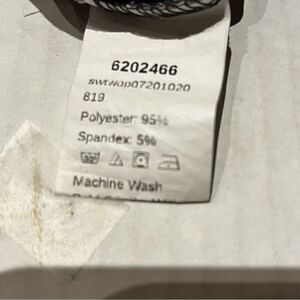 6202466
swtwop07201020
819
Polyester: 95%
Spandex: 5%
Machine Wash